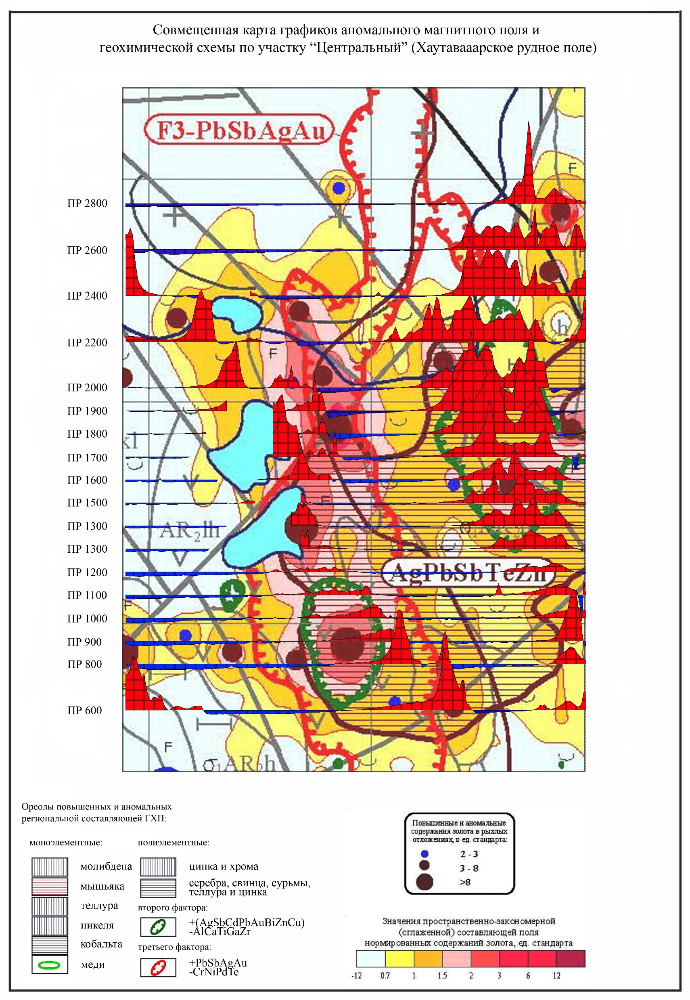 Совмещенная карта графиков аномального магнитного поля и
геохимической схемы по участку “Центральный” (Хаутавааарское рудное поле)
F3-PbSbAgAu
F
ПР 2800
ПР 2600
ПР 2400
h
ПР 2200
F
ПР 2000
ПР 1900
ПР 1800
kl
ПР 1700
ПР 1600
ПР 1500
F
ПР 1300
AR₂lh
ПР 1300
ПР 1200
AgPbSbTeZn
ПР 1100
F
ПР 1000
ПР 900
ПР 800
ПР 600
F
σ₁AR₂h
Ореолы повышенных и аномальных
региональной составляющей ГХП:
моноэлементные:
молибдена
мышьяка
теллура
никеля
кобальта
меди
полиэлементные:
цинка и хрома
серебра, свинца, сурьмы,
теллура и цинка
второго фактора:
+(AgSbCdPbAuBiZnCu)
-AlCaTiGaZr
третьего фактора:
+PbSbAgAu
-CrNiPdTe
Повышенные и аномальные
содержания золота в рыхлых
отложениях, в ед. стандарта:
2 - 3
3 - 8
>8
Значения пространственно-закономерной
(сглаженной) составляющей поля
нормированных содержаний золота, ед. стандарта
-12 0.7 1 1.5 2 3 6 12